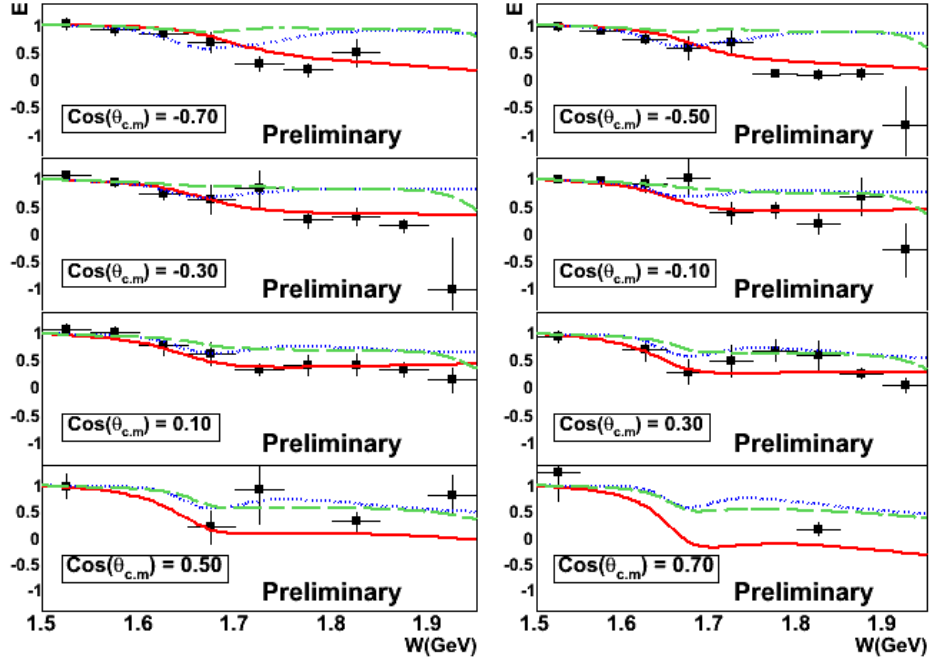 E
1
0.5
0
-0.5
-1
Cos(θc.m) = -0.70
Preliminary
E
1
0.5
0
-0.5
-1
Cos(θc.m) = -0.50
Preliminary
1
0.5
0
-0.5
-1
Cos(θc.m) = -0.30
Preliminary
1
0.5
0
-0.5
-1
Cos(θc.m) = -0.10
Preliminary
1
0.5
0
-0.5
-1
Cos(θc.m) = 0.10
Preliminary
1
0.5
0
-0.5
-1
Cos(θc.m) = 0.30
Preliminary
1
0.5
0
-0.5
-1
Cos(θc.m) = 0.50
Preliminary
1
0.5
0
-0.5
-1
Cos(θc.m) = 0.70
Preliminary
1.5 1.6 1.7 1.8 1.9
W(GeV)
1.5 1.6 1.7 1.8 1.9
W(GeV)